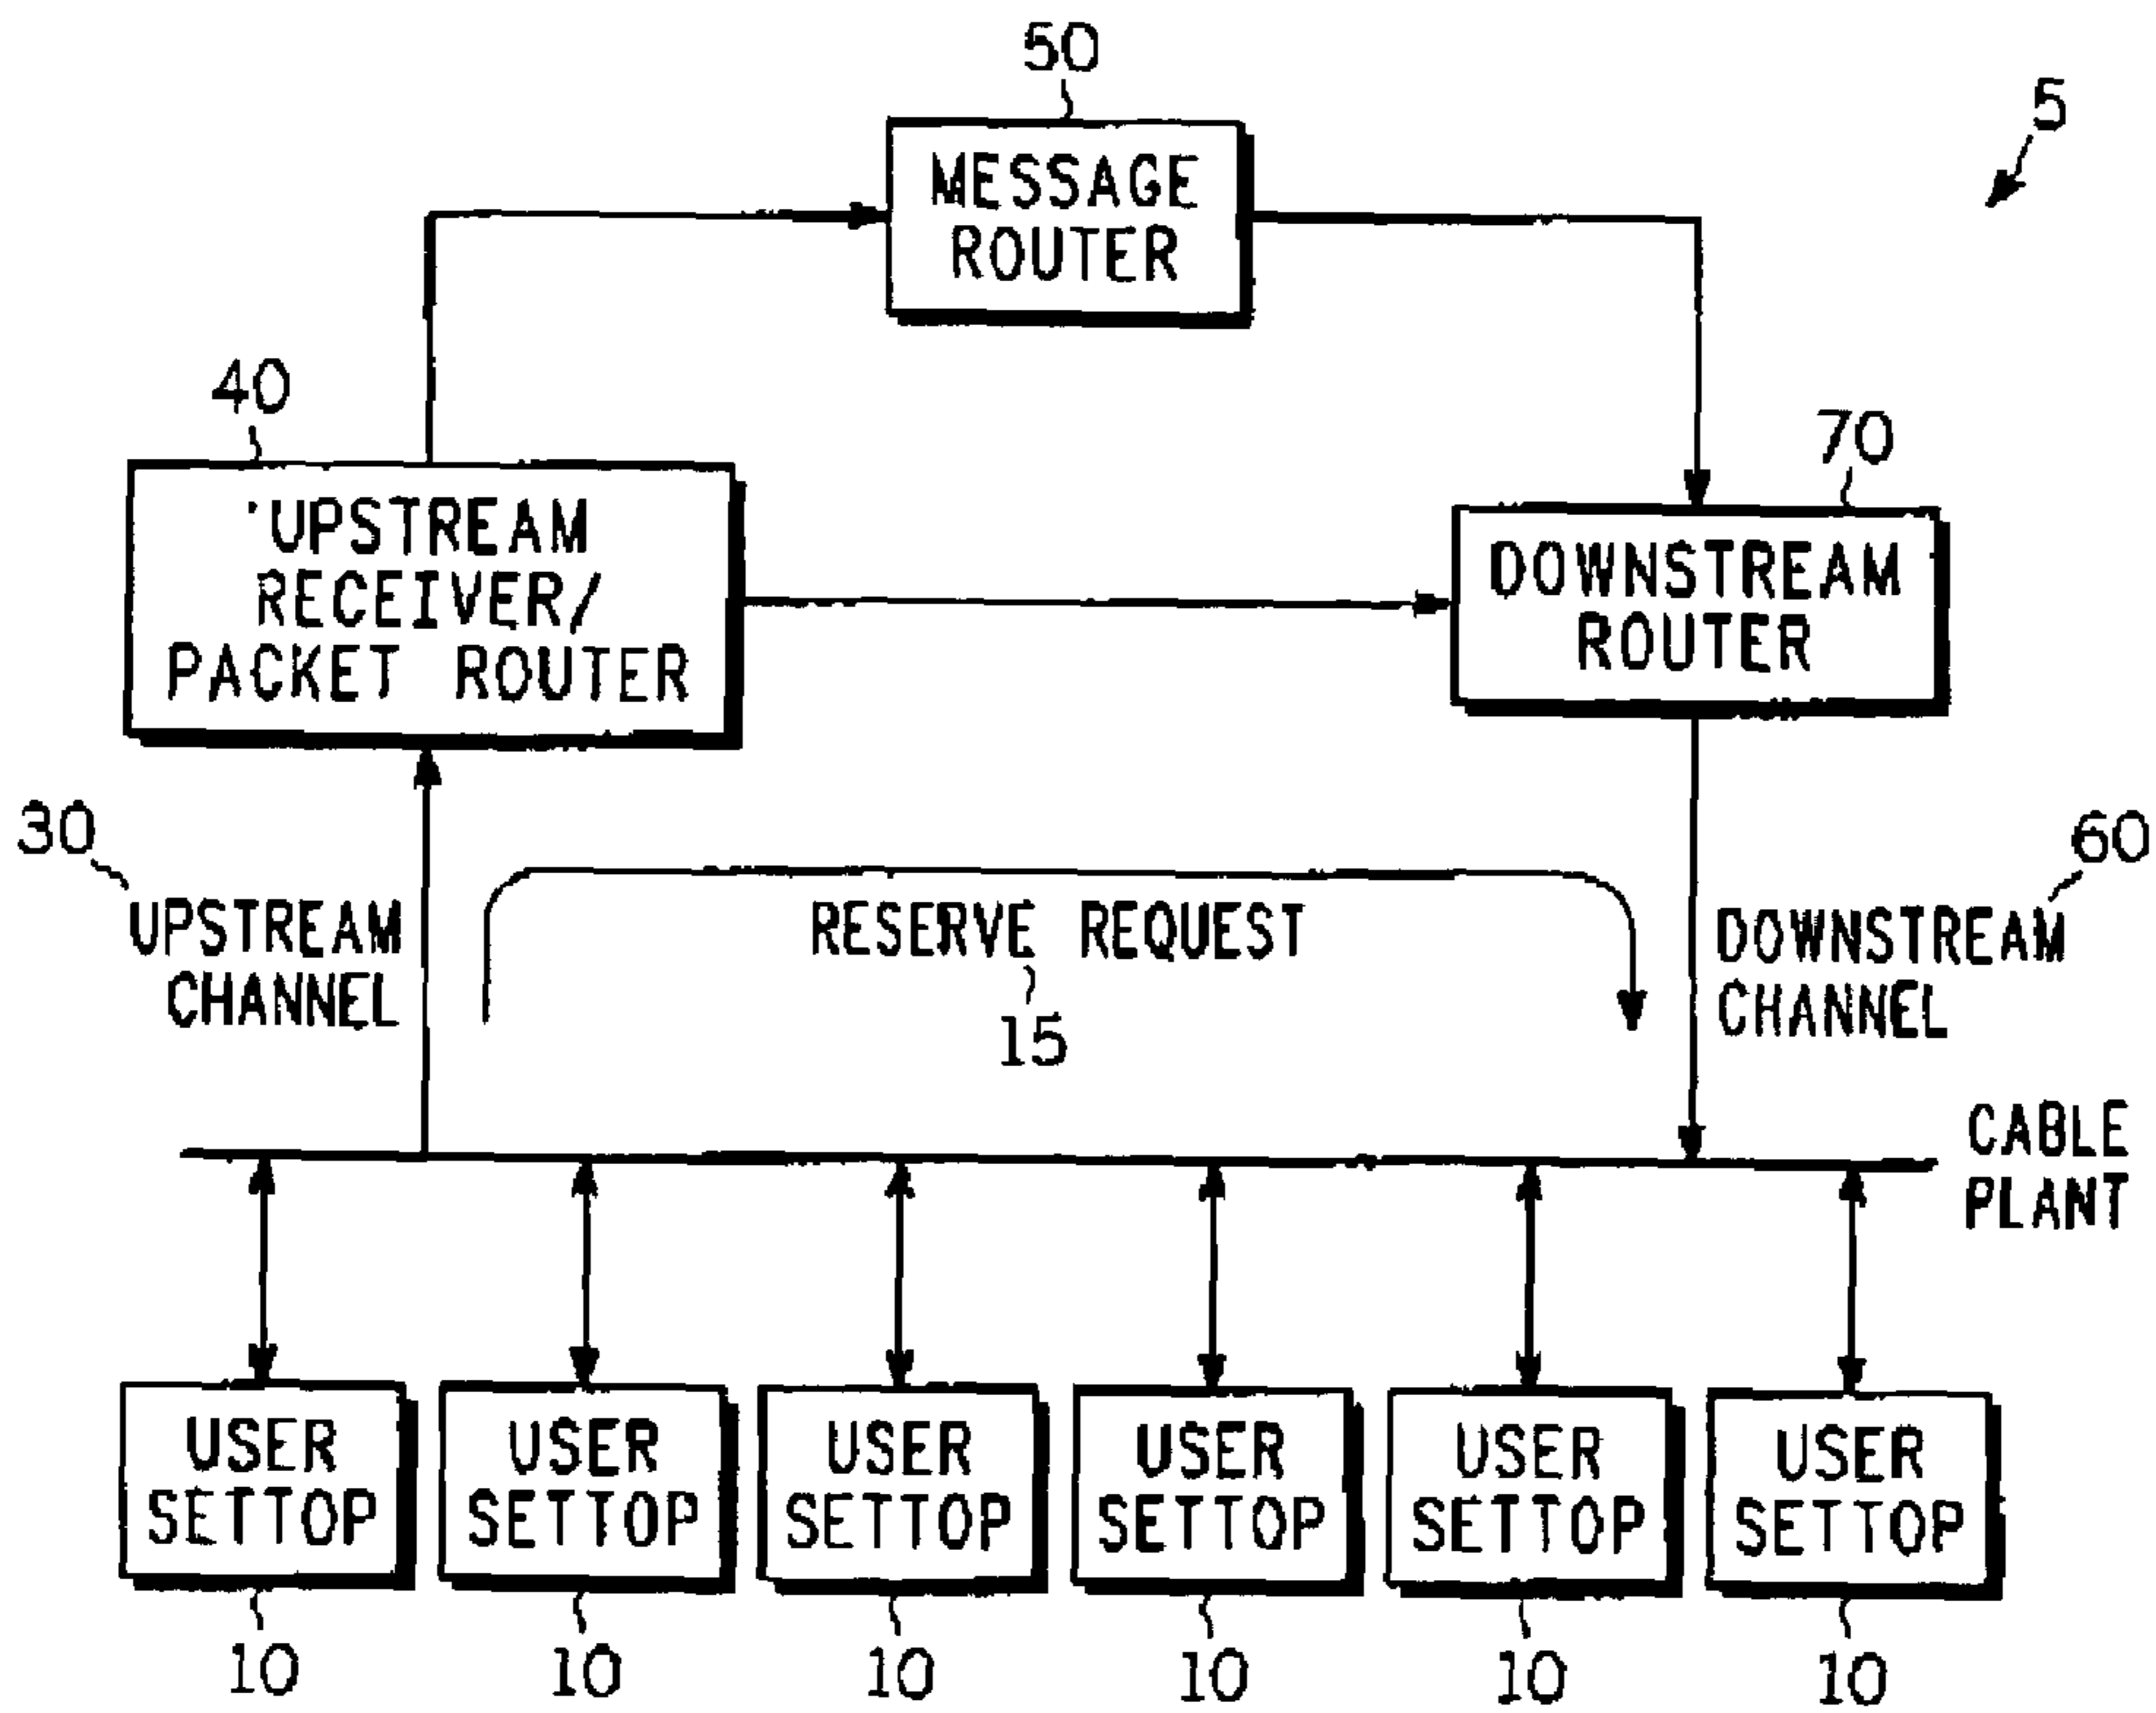 50
5
MESSAGE
ROUTER
40
70
'UPSTREAM
RECEIVER/
PACKET ROUTER
DOWNSTREAM
ROUTER
30
60
UPSTREAM
CHANNEL
RESERVE REQUEST
15
DOWNSTREAM
CHANNEL
CABLE
PLANT
USER
SETTOP
USER
SETTOP
USER
SETTOP
USER
SETTOP
USER
SETTOP
USER
SETTOP
10
10
10
10
10
10